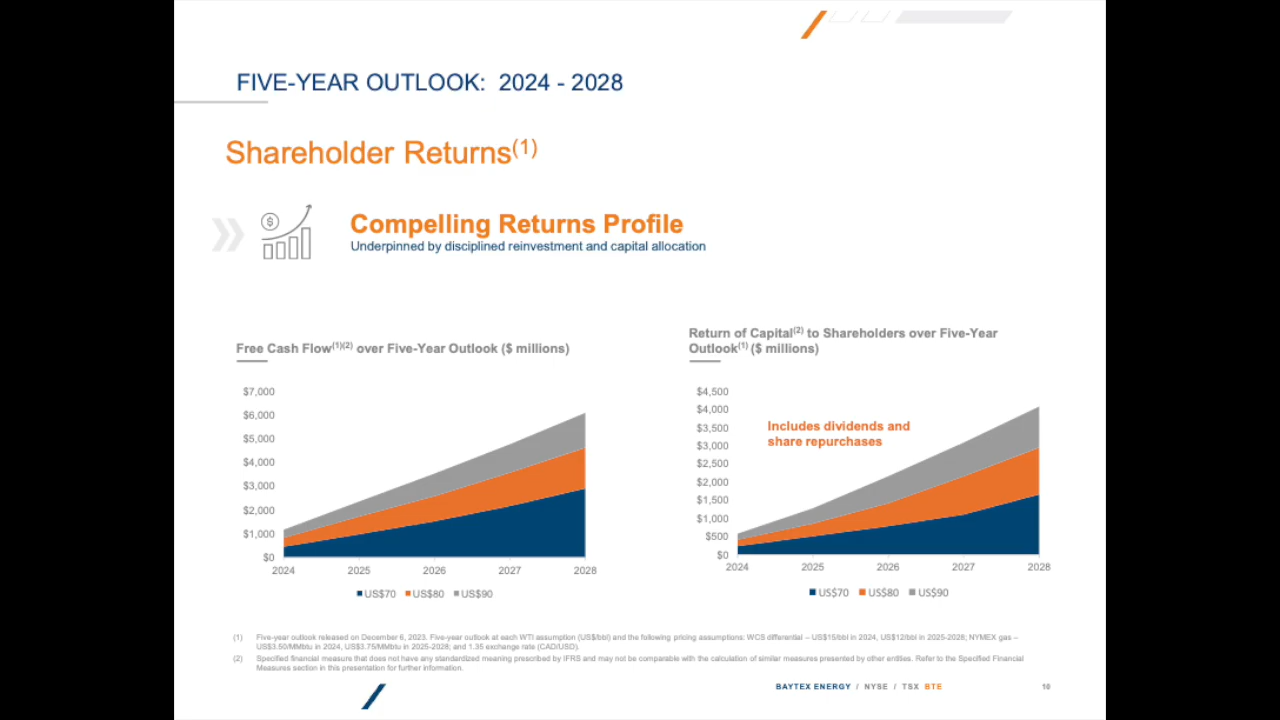 FIVE-YEAR OUTLOOK: 2024 - 2028
Shareholder Returns(1)
$
Compelling Returns Profile
Underpinned by disciplined reinvestment and capital allocation
Free Cash Flow(1)(2) over Five-Year Outlook ($ millions)
$7,000
$6,000
$5,000
$4,000
$3,000
$2,000
$1,000
$0
2024 2025 2026 2027 2028
US$70 US$80 US$90
Return of Capital(2) to Shareholders over Five-Year
Outlook(1) ($ millions)
$4,500
$4,000
$3,500
$3,000
$2,500
$2,000
$1,500
$1,000
$500
$0
Includes dividends and
share repurchases
2024 2025 2026 2027 2028
US$70 US$80 US$90
(1) Five-year outlook released on December 6, 2023. Five-year outlook at each WTI assumption (US$/bbl) and the following pricing assumptions: WCS differential – US$15/bbl in 2024, US$12/bbl in 2025-2028; NYMEX gas –
US$3.50/MMbtu in 2024, US$3.75/MMbtu in 2025-2028; and 1.35 exchange rate (CAD/USD).
(2) Specified financial measure that does not have any standardized meaning prescribed by IFRS and may not be comparable with the calculation of similar measures presented by other entities. Refer to the Specified Financial
Measures section in this presentation for further information.
BAYTEX ENERGY / NYSE / TSX BTE
10